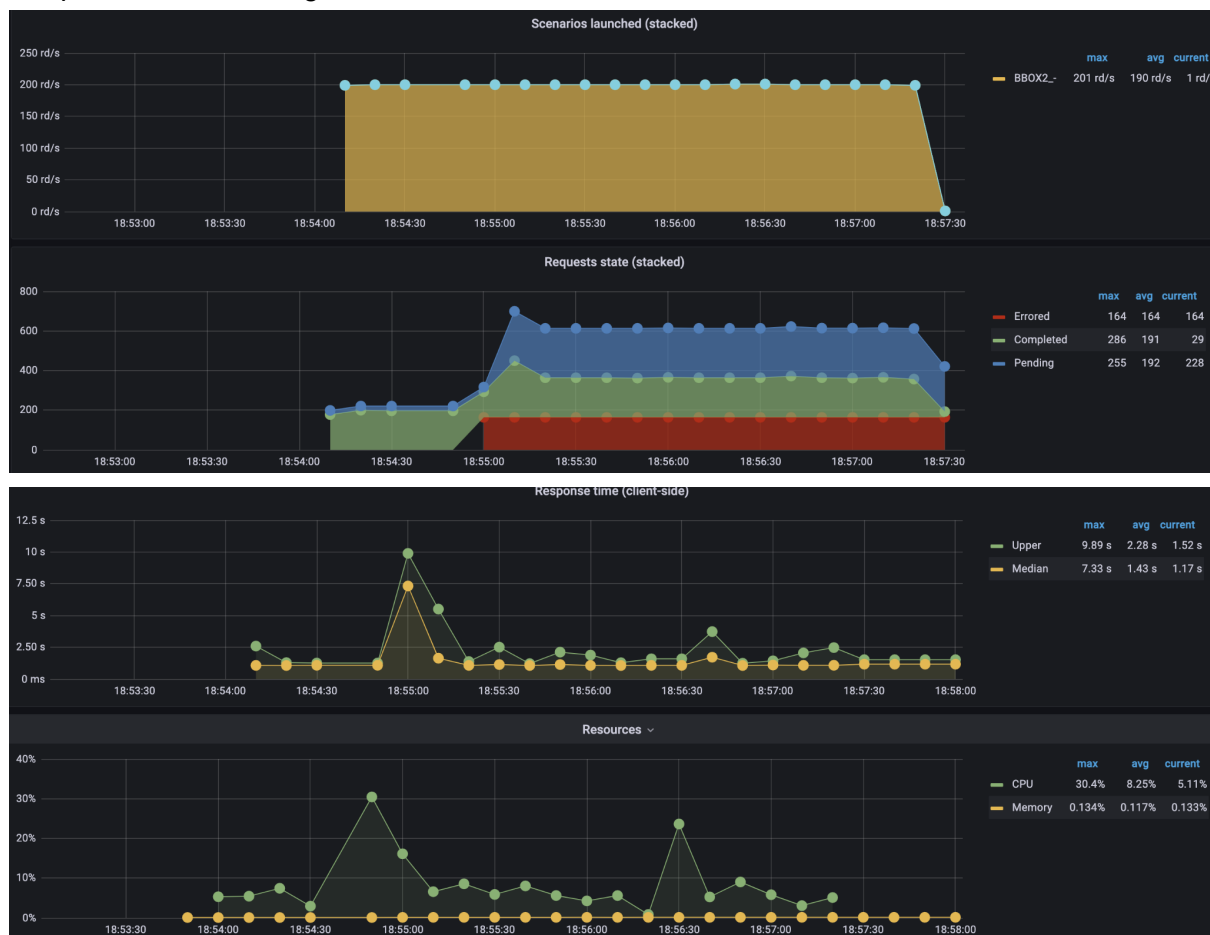 Scenarios launched (stacked)
250 rd/s
200 rd/s
150 rd/s
100 rd/s
50 rd/s
0 rd/s
18:53:00 18:53:30 18:54:00 18:54:30 18:55:00 18:55:30 18:56:00 18:56:30 18:57:00 18:57:30
max avg current
BBOX2_- 201 rd/s 190 rd/s 1 rd/
Requests state (stacked)
800
600
400
200
0
18:53:00 18:53:30 18:54:00 18:54:30 18:55:00 18:55:30 18:56:00 18:56:30 18:57:00 18:57:30
max avg current
Errored 164 164 164
Completed 286 191 29
Pending 255 192 228
Response time (client-side)
12.5 s
10 s
7.50 s
5 s
2.50 s
0 ms
18:53:30 18:54:00 18:54:30 18:55:00 18:55:30 18:56:00 18:56:30 18:57:00 18:57:30 18:58:00
max avg current
Upper 9.89 s 2.28 s 1.52 s
Median 7.33 s 1.43 s 1.17 s
Resources
40%
30%
20%
10%
0%
18:53:30 18:54:00 18:54:30 18:55:00 18:55:30 18:56:00 18:56:30 18:57:00 18:57:30 18:58:00
max avg current
CPU 30.4% 8.25% 5.11%
Memory 0.134% 0.117% 0.133%